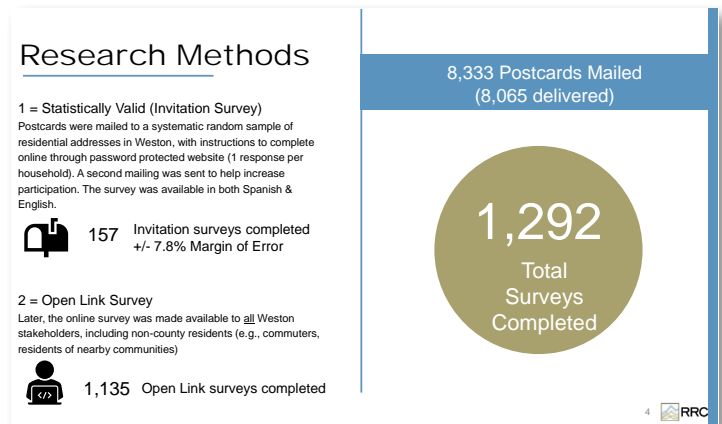 Research Methods
1 = Statistically Valid (Invitation Survey)
Postcards were mailed to a systematic random sample of
residential addresses in Weston, with instructions to complete
online through password protected website (1 response per
household). A second mailing was sent to help increase
participation. The survey was available in both Spanish &
English.
157 Invitation surveys completed
+/- 7.8% Margin of Error
2 = Open Link Survey
Later, the online survey was made available to all Weston
stakeholders, including non-county residents (e.g., commuters,
residents of nearby communities)
</>
1,135 Open Link surveys completed
8,333 Postcards Mailed
(8,065 delivered)
1,292
Total
Surveys
Completed
4 RRC